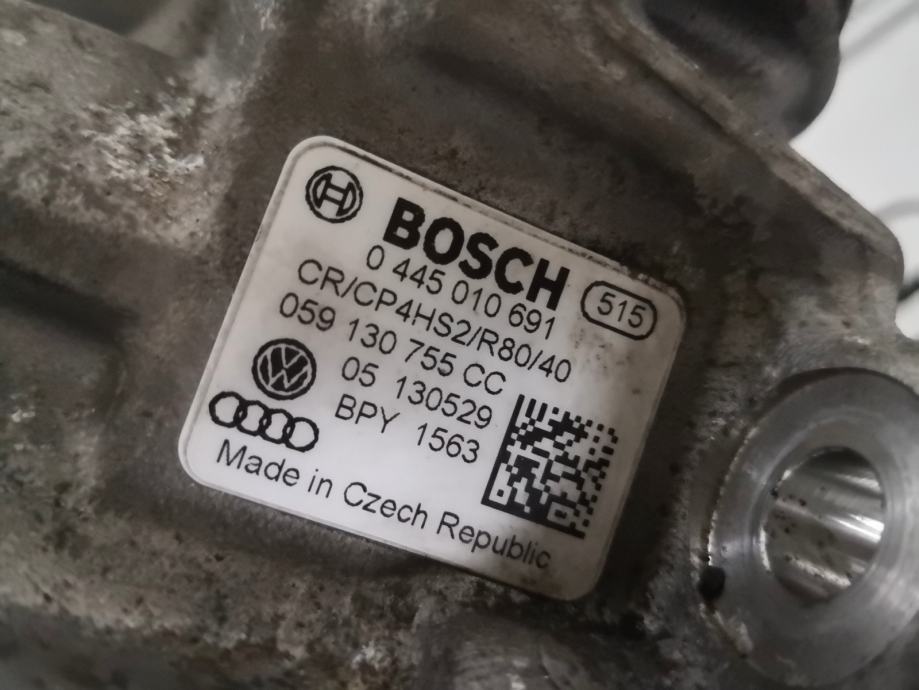 BOSCH
0 445 010 691
515
CR/CP4HS2/R80/40
059 130 755 CC
05 130529
BPY 1563
Made in Czech Republic